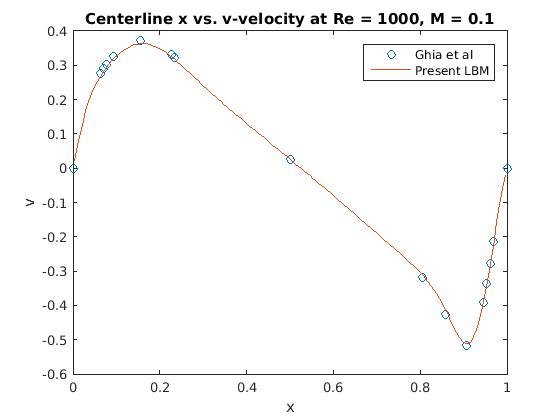 Centerline x vs. v-velocity at Re = 1000, M = 0.1
0.4
0.3
0.2
0.1
0
-0.1
-0.2
-0.3
-0.4
-0.5
-0.6
v
Ghia et al
Present LBM
0 0.2 0.4 0.6 0.8 1
x